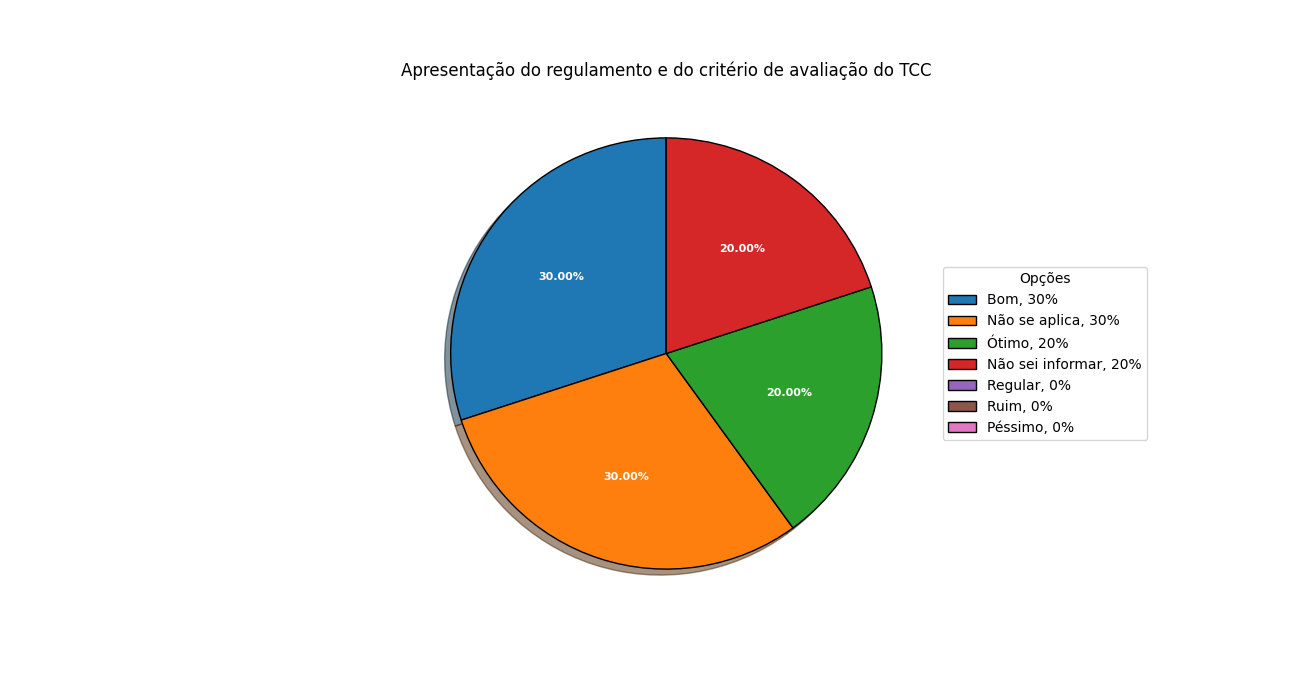 Apresentação do regulamento e do critério de avaliação do TCC
20.00%
30.00%
20.00%
30.00%
Opções
Bom, 30%
Não se aplica, 30%
Ótimo, 20%
Não sei informar, 20%
Regular, 0%
Ruim, 0%
Péssimo, 0%